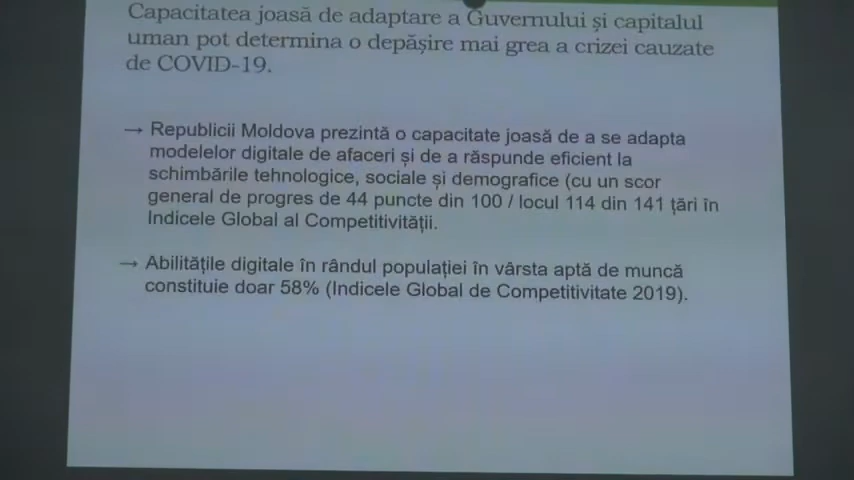 Capacitatea joasă de adaptare a Guvernului și capitalul
uman pot determina o depășire mai grea a crizei cauzate
de COVID-19.
→ Republicii Moldova prezintă o capacitate joasă de a se adapta
modelelor digitale de afaceri și de a răspunde eficient la
schimbările tehnologice, sociale și demografice (cu un scor
general de progres de 44 puncte din 100 / locul 114 din 141 țări în
Indicele Global al Competitivității.
→ Abilitățile digitale în rândul populației în vârsta aptă de muncă
constituie doar 58% (Indicele Global de Competitivitate 2019).